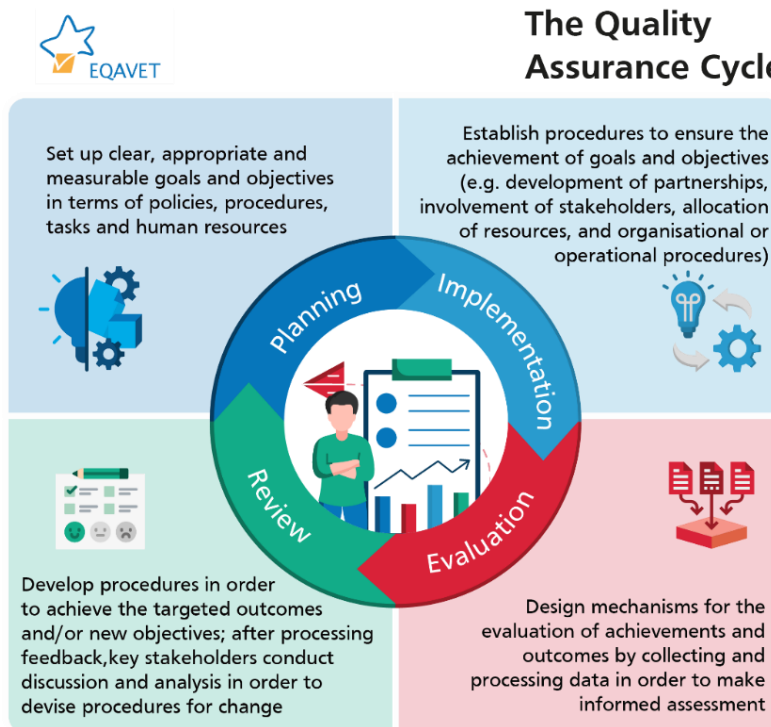 EQAVET
The Quality
Assurance Cycle
Set up clear, appropriate and
measurable goals and objectives
in terms of policies, procedures,
tasks and human resources
Establish procedures to ensure the
achievement of goals and objectives
(e.g. development of partnerships,
involvement of stakeholders, allocation
of resources, and organisational or
operational procedures)
Planning
Implementation
Review
Evaluation
Develop procedures in order
to achieve the targeted outcomes
and/or new objectives; after processing
feedback,key stakeholders conduct
discussion and analysis in order to
devise procedures for change
Design mechanisms for the
evaluation of achievements and
outcomes by collecting and
processing data in order to make
informed assessment